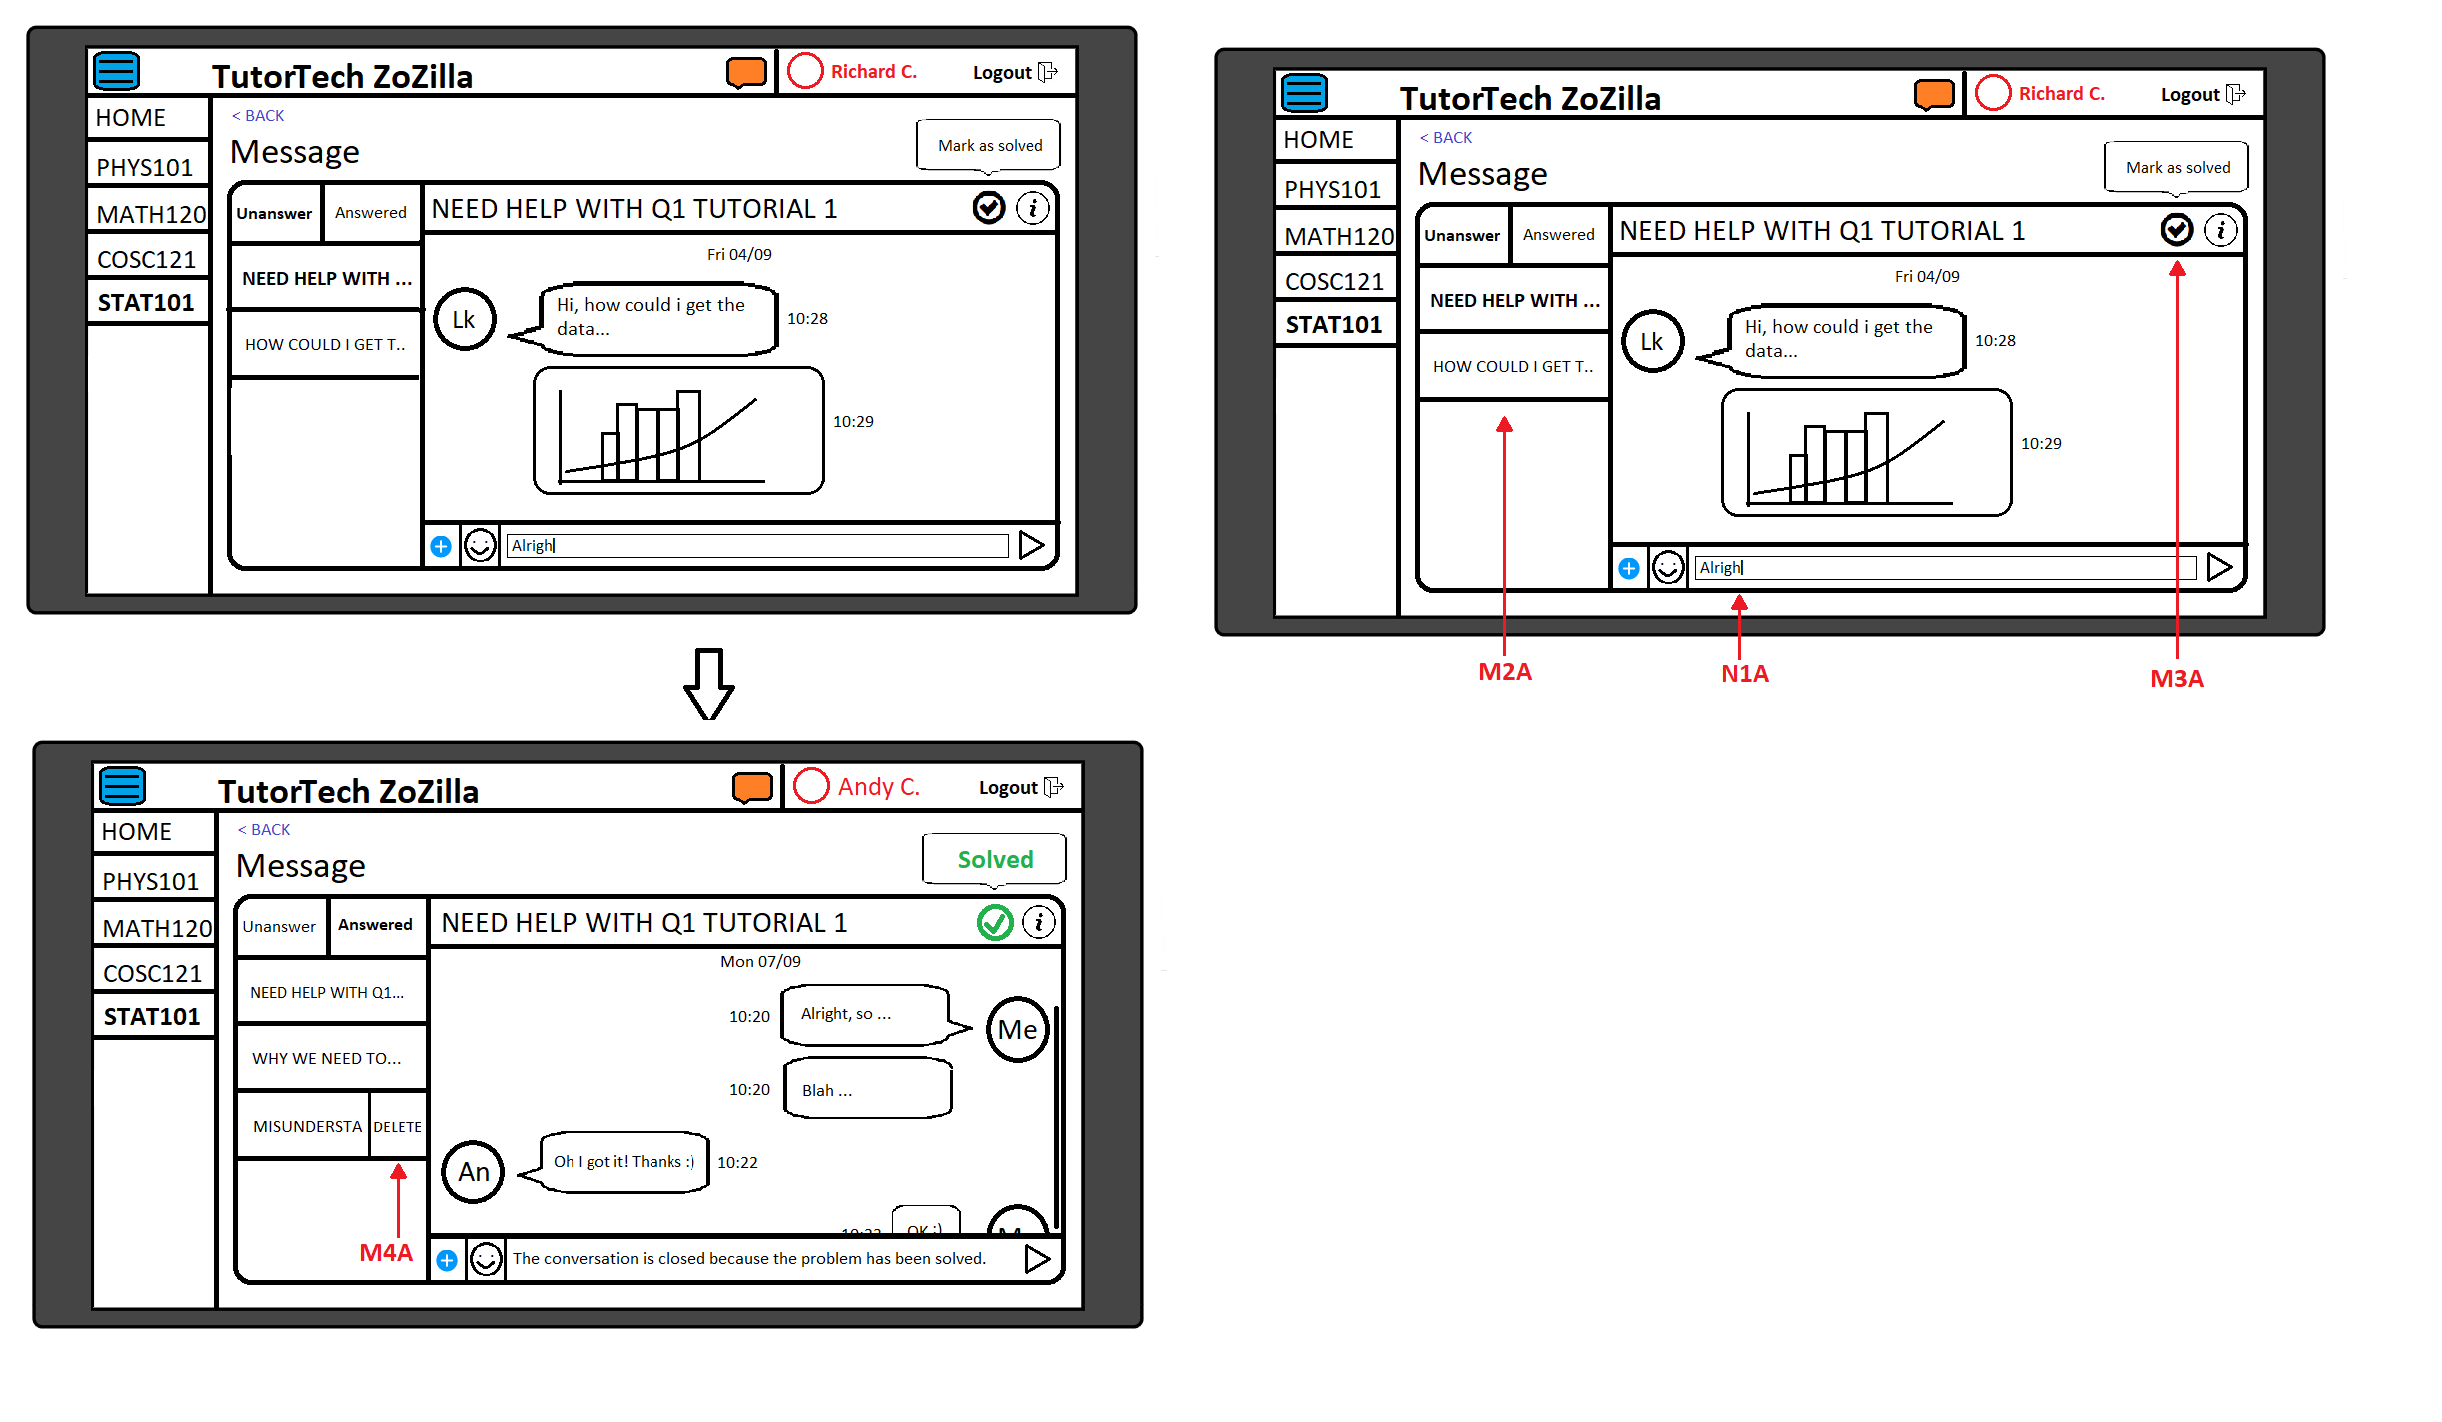 TutorTech ZoZilla
Richard C.
Logout
HOME
PHYS101
MATH120
COSC121
STAT101
< BACK
Message
Mark as solved
Unanswer
Answered
NEED HELP WITH ...
HOW COULD I GET T..
NEED HELP WITH Q1 TUTORIAL 1
i
Fri 04/09
Lk
Hi, how could i get the
data...
10:28
10:29
Alrigh
TutorTech ZoZilla
Richard C.
Logout
HOME
PHYS101
MATH120
COSC121
STAT101
< BACK
Message
Mark as solved
Unanswer
Answered
NEED HELP WITH ...
HOW COULD I GET T..
NEED HELP WITH Q1 TUTORIAL 1
i
Fri 04/09
Lk
Hi, how could i get the
data...
10:28
10:29
Alrigh
M2A
N1A
M3A
TutorTech ZoZilla
Andy C.
Logout
HOME
PHYS101
MATH120
COSC121
STAT101
< BACK
Message
Solved
Unanswer
Answered
NEED HELP WITH Q1...
WHY WE NEED TO...
MISUNDERSTA
DELETE
M4A
NEED HELP WITH Q1 TUTORIAL 1
i
Mon 07/09
10:20
Alright, so ...
Me
10:20
Blah ...
An
Oh I got it! Thanks :)
10:22
OK :)
The conversation is closed because the problem has been solved.